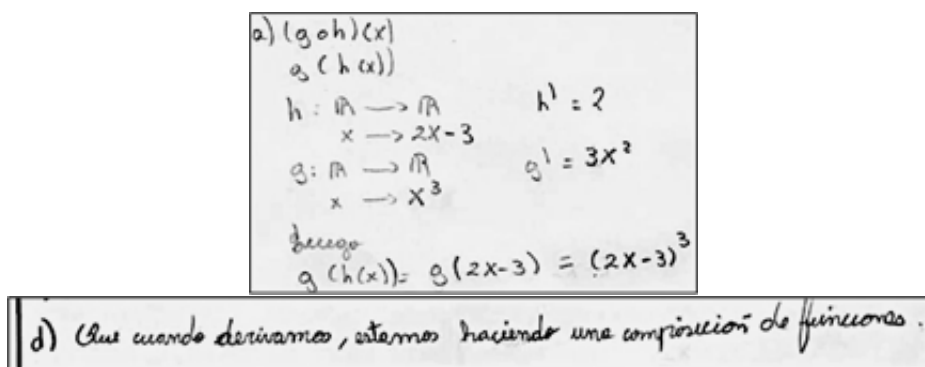 a) (g o h)(x)
g (h(x))
h : ℝ → ℝ h' = 2
x → 2x-3
g : ℝ → ℝ g' = 3x²
x → x³
Luego
g (h(x)) = g(2x-3) = (2x-3)³
d) Que cuando derivamos, estamos haciendo una composición de funciones.